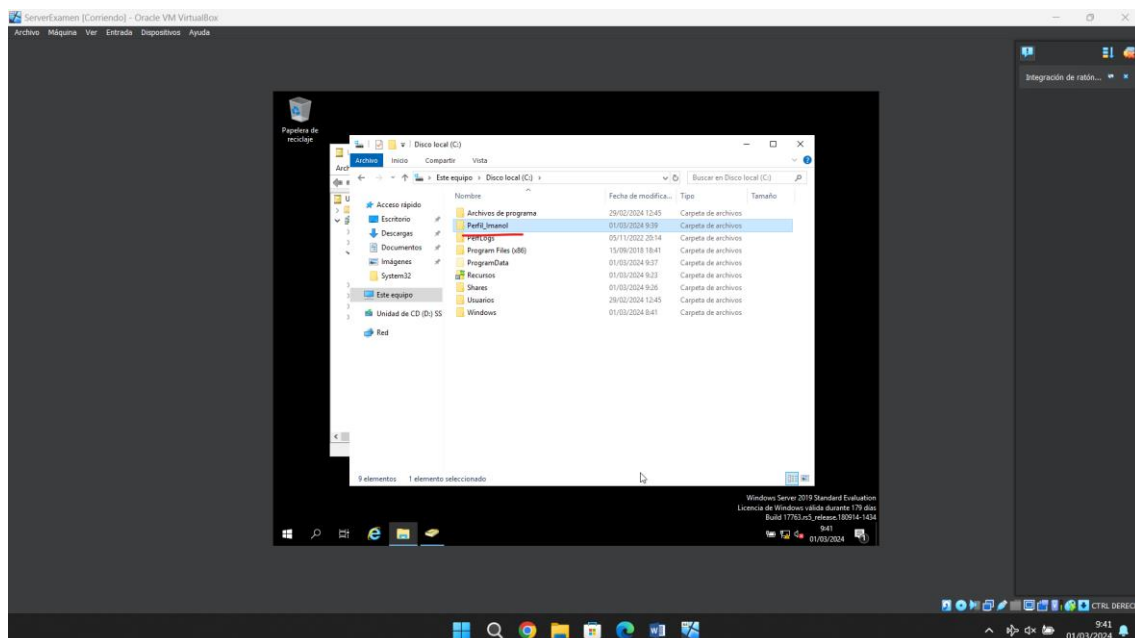 ServerExamen [Corriendo] - Oracle VM VirtualBox
Archivo Máquina Ver Entrada Dispositivos Ayuda
Integración de ratón...
Papelera de
reciclaje
Disco local (C:)
Archivo Inicio Compartir Vista
Este equipo › Disco local (C:) ›
Buscar en Disco local (C:)
Nombre Fecha de modifica... Tipo Tamaño
Acceso rápido
Escritorio
Descargas
Documentos
Imágenes
System32
Este equipo
Unidad de CD (D:) SS
Red
Archivos de programa 29/02/2024 12:45 Carpeta de archivos
Perfil_Imanol 01/03/2024 9:39 Carpeta de archivos
PerfLogs 05/11/2022 20:14 Carpeta de archivos
Program Files (x86) 15/09/2018 18:41 Carpeta de archivos
ProgramData 01/03/2024 9:37 Carpeta de archivos
Recursos 01/03/2024 9:23 Carpeta de archivos
Shares 01/03/2024 9:26 Carpeta de archivos
Usuarios 29/02/2024 12:45 Carpeta de archivos
Windows 01/03/2024 8:41 Carpeta de archivos
9 elementos 1 elemento seleccionado
Windows Server 2019 Standard Evaluation
Licencia de Windows válida durante 179 días
Build 17763.rs5_release.180914-1434
9:41
01/03/2024
CTRL DEREC
9:41
01/03/2024